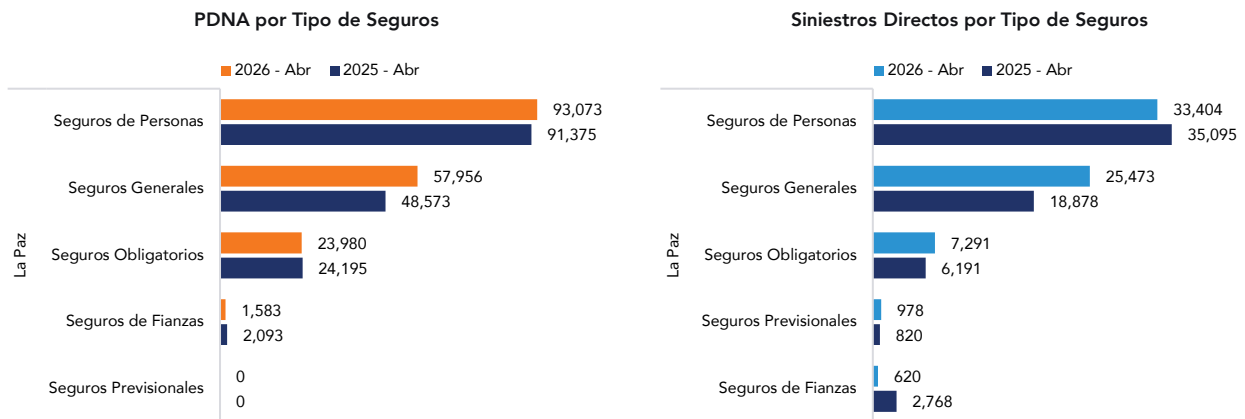 PDNA por Tipo de Seguros
2026 - Abr 2025 - Abr
La Paz
Seguros de Personas
93,073
91,375
Seguros Generales
57,956
48,573
Seguros Obligatorios
23,980
24,195
Seguros de Fianzas
1,583
2,093
Seguros Previsionales
0
0
Siniestros Directos por Tipo de Seguros
2026 - Abr 2025 - Abr
La Paz
Seguros de Personas
33,404
35,095
Seguros Generales
25,473
18,878
Seguros Obligatorios
7,291
6,191
Seguros Previsionales
978
820
Seguros de Fianzas
620
2,768